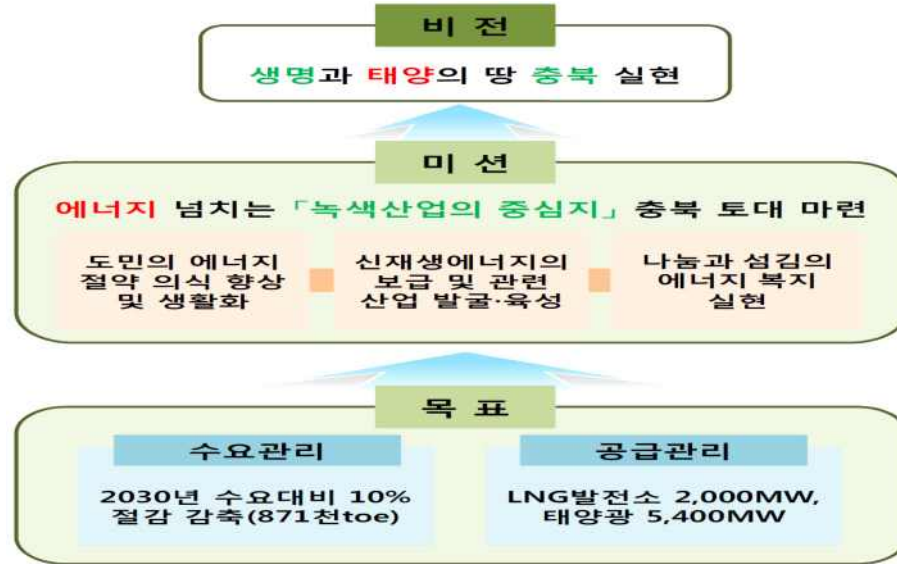 비 전
생명과 태양의 땅 충북 실현
미 션
에너지 넘치는 「녹색산업의 중심지」 충북 토대 마련
도민의 에너지
절약 의식 향상
및 생활화
신재생에너지의
보급 및 관련
산업 발굴·육성
나눔과 섬김의
에너지 복지
실현
목 표
수요관리
2030년 수요대비 10%
절감 감축(871천toe)
공급관리
LNG발전소 2,000MW,
태양광 5,400MW